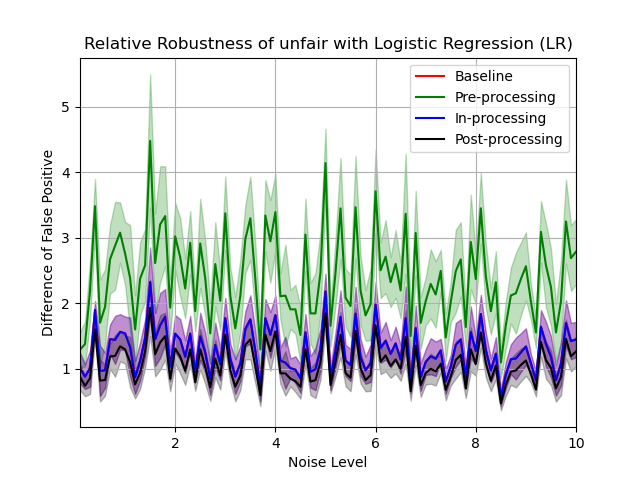 Relative Robustness of unfair with Logistic Regression (LR)
Baseline
Pre-processing
In-processing
Post-processing
Difference of False Positive
5
4
3
2
1
2
4
6
8
10
Noise Level